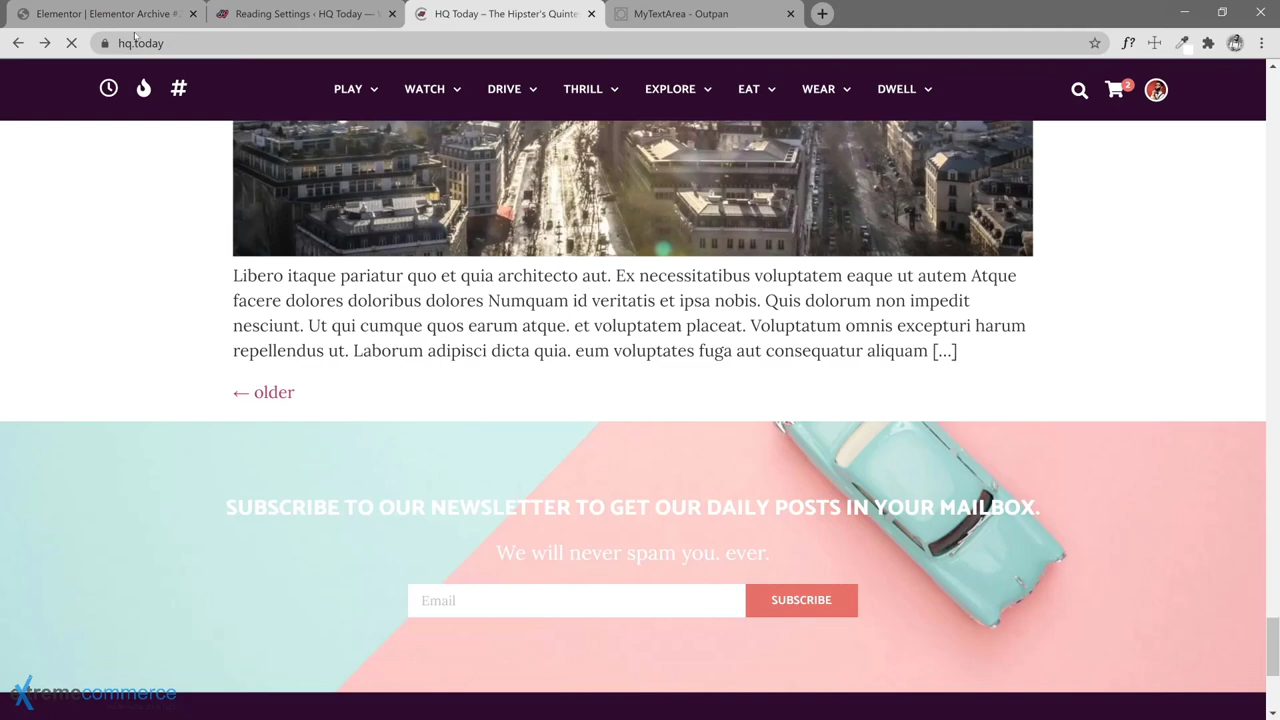 Elementor | Elementor Archive #
Reading Settings ‹ HQ Today —
HQ Today – The Hipster's Quinte
MyTextArea - Outpan
hq.today
f?
PLAY WATCH DRIVE THRILL EXPLORE EAT WEAR DWELL
2
Libero itaque pariatur quo et quia architecto aut. Ex necessitatibus voluptatem eaque ut autem Atque
facere dolores doloribus dolores Numquam id veritatis et ipsa nobis. Quis dolorum non impedit
nesciunt. Ut qui cumque quos earum atque. et voluptatem placeat. Voluptatum omnis excepturi harum
repellendus ut. Laborum adipisci dicta quia. eum voluptates fuga aut consequatur aliquam […]
← older
SUBSCRIBE TO OUR NEWSLETTER TO GET OUR DAILY POSTS IN YOUR MAILBOX.
We will never spam you. ever.
Email
SUBSCRIBE
extremecommerce